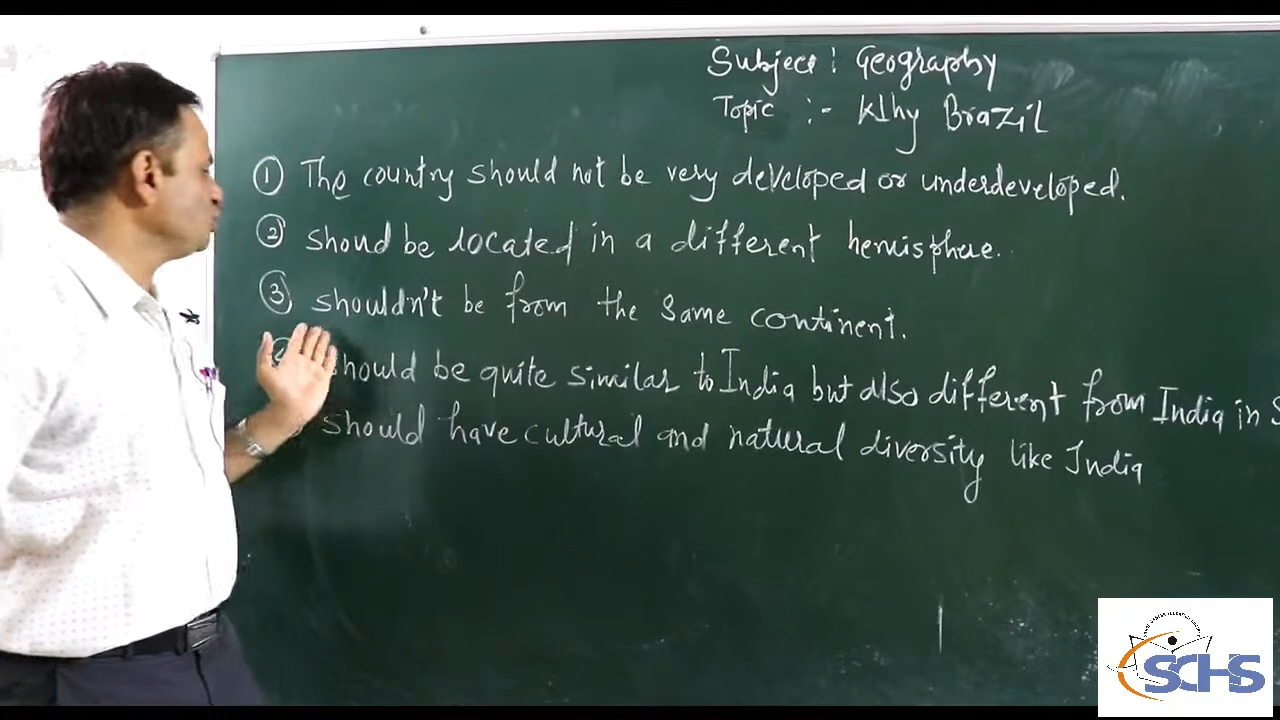 Subject : Geography
Topic :- Why Brazil
① The country should not be very developed or underdeveloped.
② Shoud be located in a different hemisphere.
③ Shouldn't be from the same continent.
should be quite similar to India but also different from India in
should have cultural and natural diversity like India
SCHS